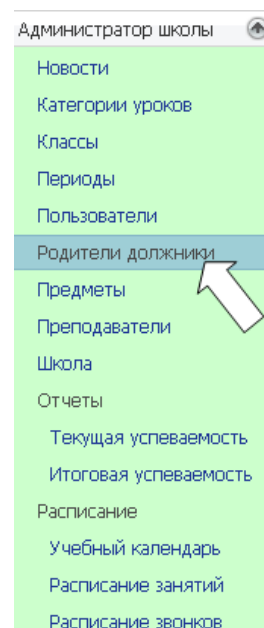 Администратор школы
Новости
Категории уроков
Классы
Периоды
Пользователи
Родители должники
Предметы
Преподаватели
Школа
Отчеты
Текущая успеваемость
Итоговая успеваемость
Расписание
Учебный календарь
Расписание занятий
Расписание звонков